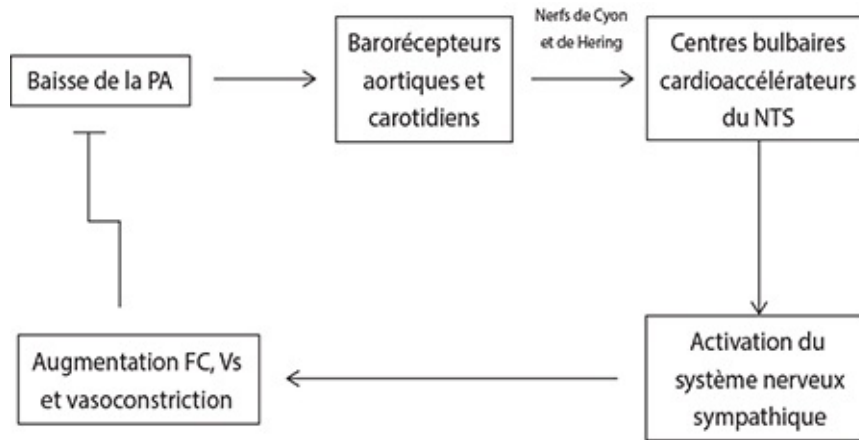 Baisse de la PA
Barorécepteurs
aortiques et
carotidiens
Nerfs de Cyon
et de Hering
Centres bulbaires
cardioaccélérateurs
du NTS
Activation du
système nerveux
sympathique
Augmentation FC, Vs
et vasoconstriction